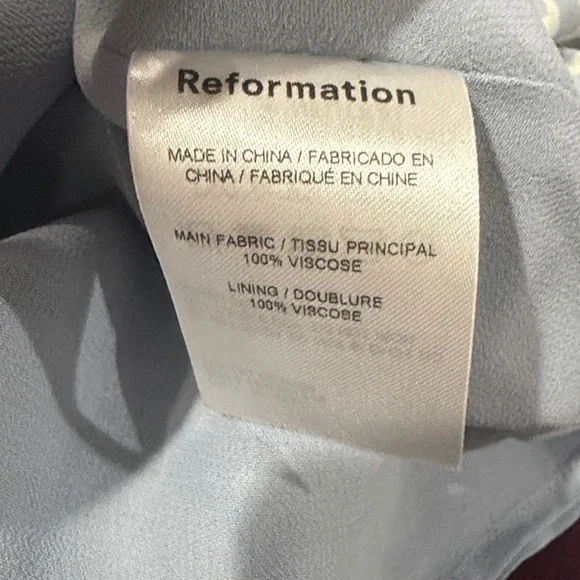 Reformation
MADE IN CHINA / FABRICADO EN
CHINA / FABRIQUÉ EN CHINE
MAIN FABRIC / TISSU PRINCIPAL
100% VISCOSE
LINING / DOUBLURE
100% VISCOSE